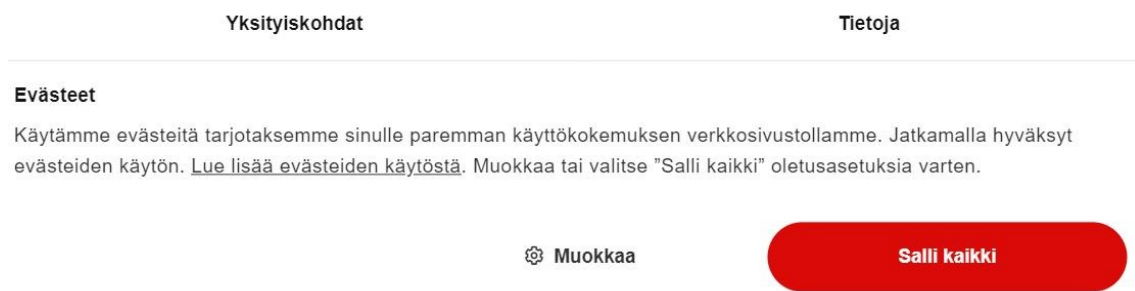 Yksityiskohdat
Tietoja
Evästeet
Käytämme evästeitä tarjotaksemme sinulle paremman käyttökokemuksen verkkosivustollamme. Jatkamalla hyväksyt
evästeiden käytön. Lue lisää evästeiden käytöstä. Muokkaa tai valitse ”Salli kaikki” oletusasetuksia varten.
Muokkaa
Salli kaikki